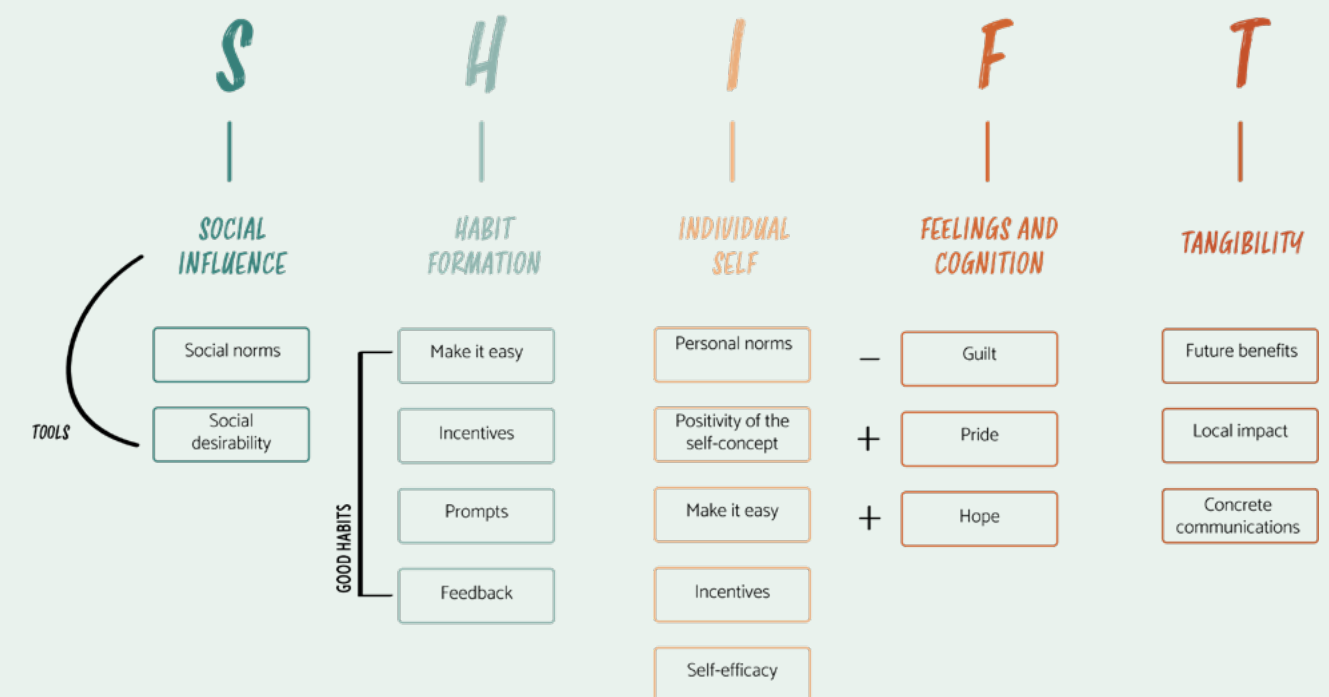 S H I F T
SOCIAL
INFLUENCE
HABIT
FORMATION
INDIVIDUAL
SELF
FEELINGS AND
COGNITION
TANGIBILITY
TOOLS
Social norms
Social
desirability
GOOD HABITS
Make it easy
Incentives
Prompts
Feedback
Personal norms
Positivity of the
self-concept
Make it easy
Incentives
Self-efficacy
− Guilt
+ Pride
+ Hope
Future benefits
Local impact
Concrete
communications